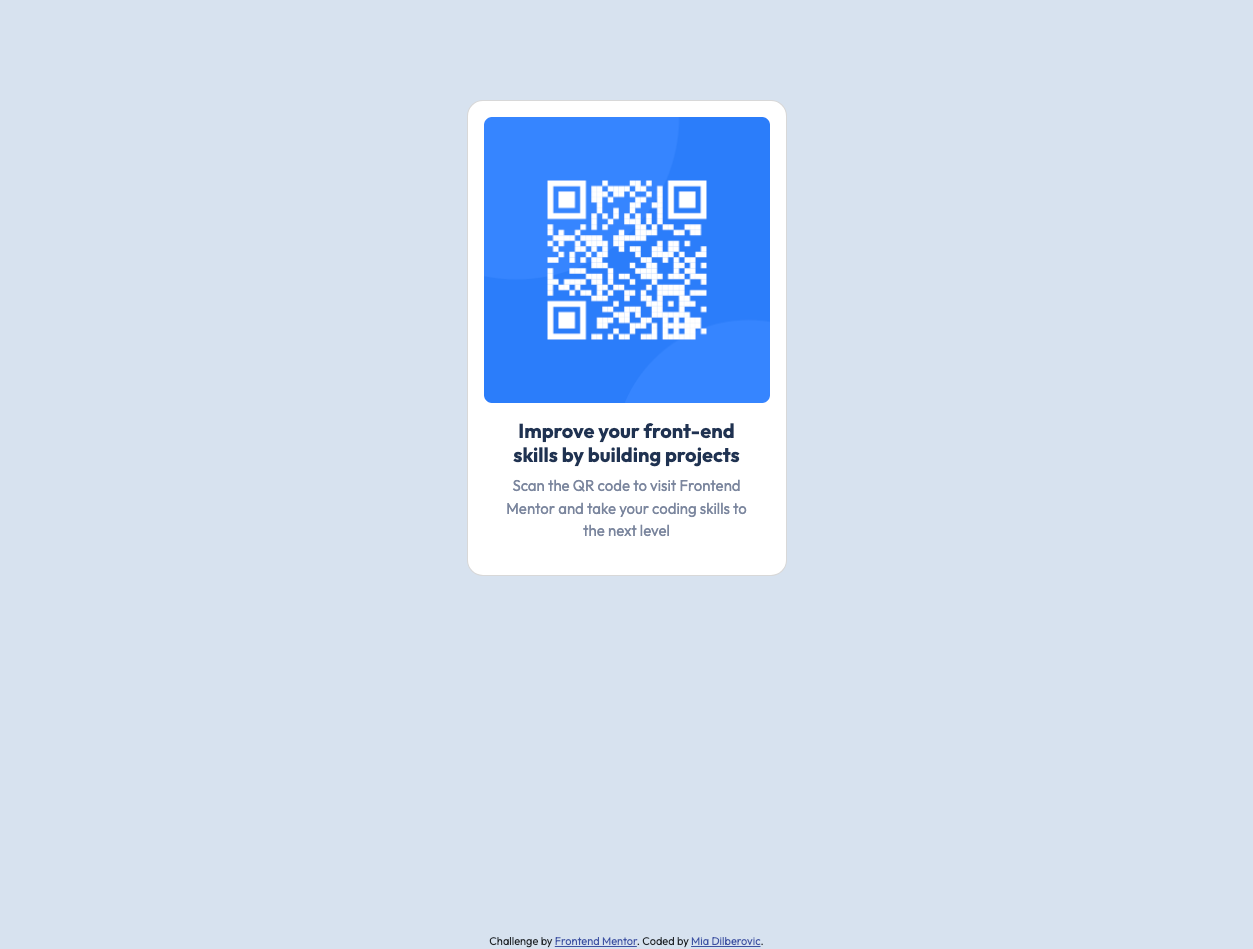 Improve your front-end
skills by building projects
Scan the QR code to visit Frontend
Mentor and take your coding skills to
the next level
Challenge by Frontend Mentor. Coded by Mia Dilberovic.